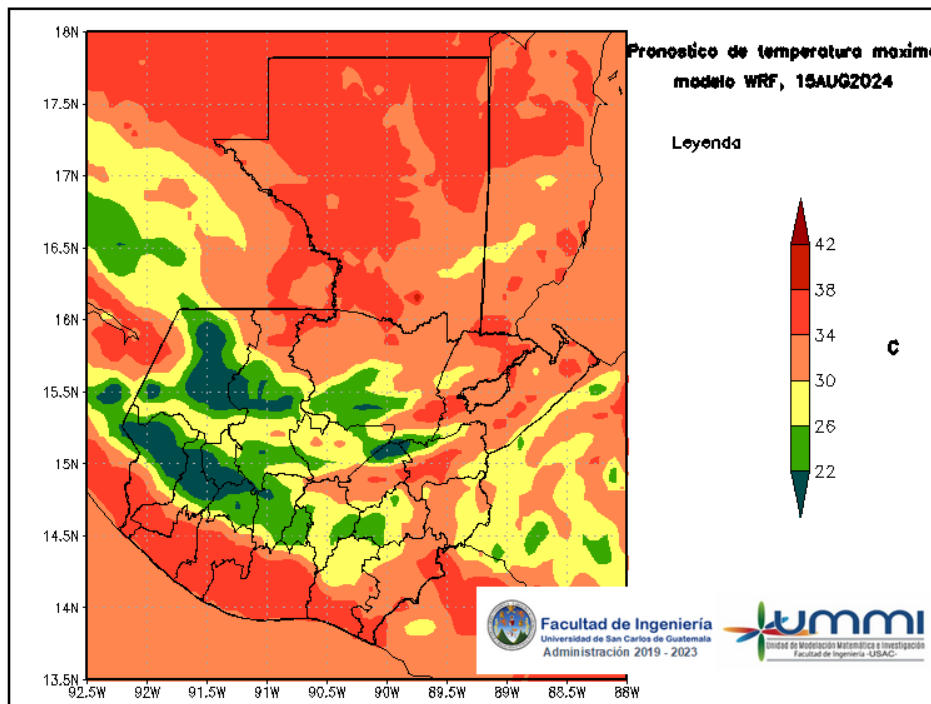 Pronostico de temperatura maxima
modelo WRF, 15AUG2024
Leyenda
42
38
34
30
26
22
C
18N
17.5N
17N
16.5N
16N
15.5N
15N
14.5N
14N
13.5N
92.5W
92W
91.5W
91W
90.5W
90W
89.5W
89W
88.5W
88W
Facultad de Ingeniería
Universidad de San Carlos de Guatemala
Administración 2019 - 2023
ummi
Unidad de Modelación Matemática e Investigación
Facultad de Ingeniería -USAC-